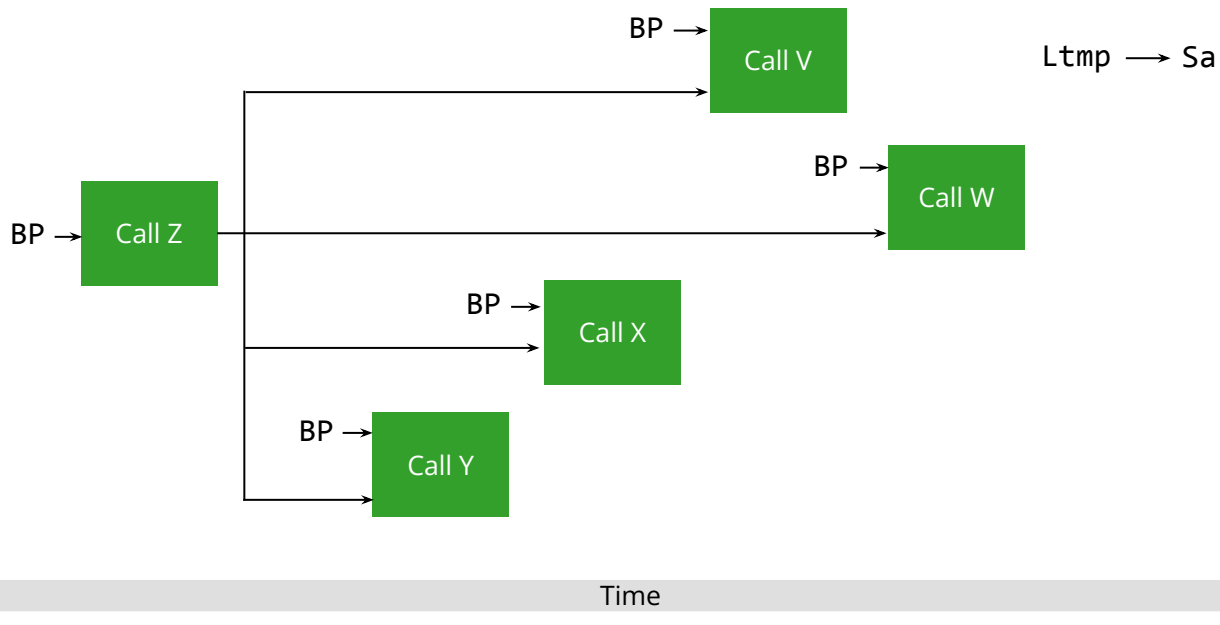 BP
Call V
Ltmp Sa
BP
Call W
BP
Call Z
BP
Call X
BP
Call Y
Time